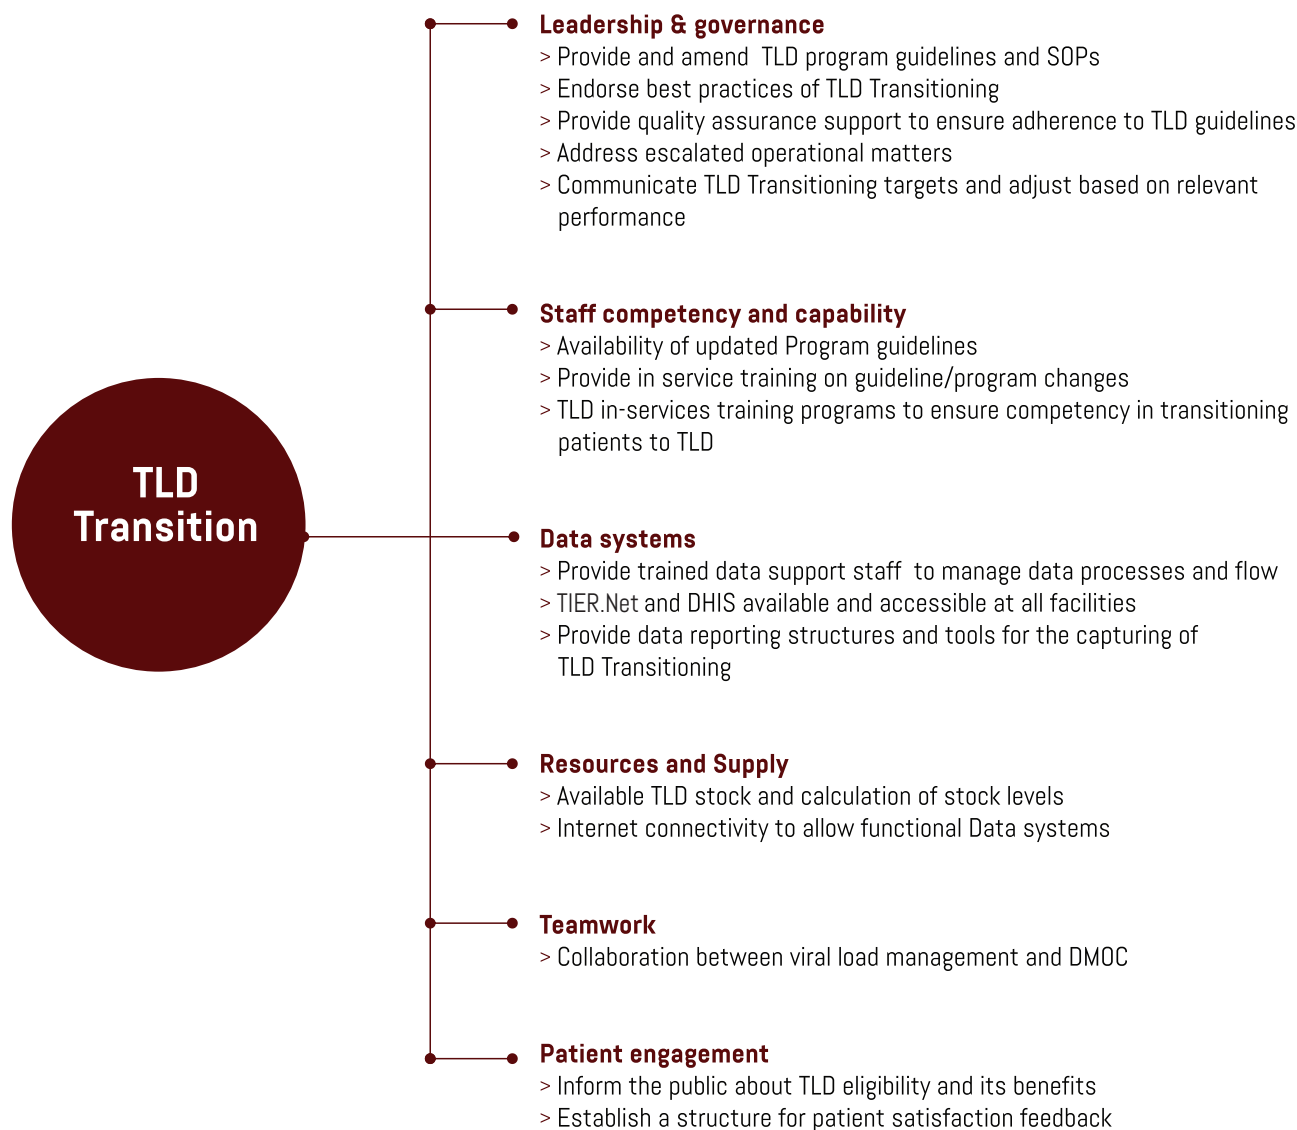 Leadership & governance
> Provide and amend TLD program guidelines and SOPs
> Endorse best practices of TLD Transitioning
> Provide quality assurance support to ensure adherence to TLD guidelines
> Address escalated operational matters
> Communicate TLD Transitioning targets and adjust based on relevant
performance
Staff competency and capability
> Availability of updated Program guidelines
> Provide in service training on guideline/program changes
> TLD in-services training programs to ensure competency in transitioning
patients to TLD
TLD
Transition
Data systems
> Provide trained data support staff to manage data processes and flow
> TIER.Net and DHIS available and accessible at all facilities
> Provide data reporting structures and tools for the capturing of
TLD Transitioning
Resources and Supply
> Available TLD stock and calculation of stock levels
> Internet connectivity to allow functional Data systems
Teamwork
> Collaboration between viral load management and DMOC
Patient engagement
> Inform the public about TLD eligibility and its benefits
> Establish a structure for patient satisfaction feedback